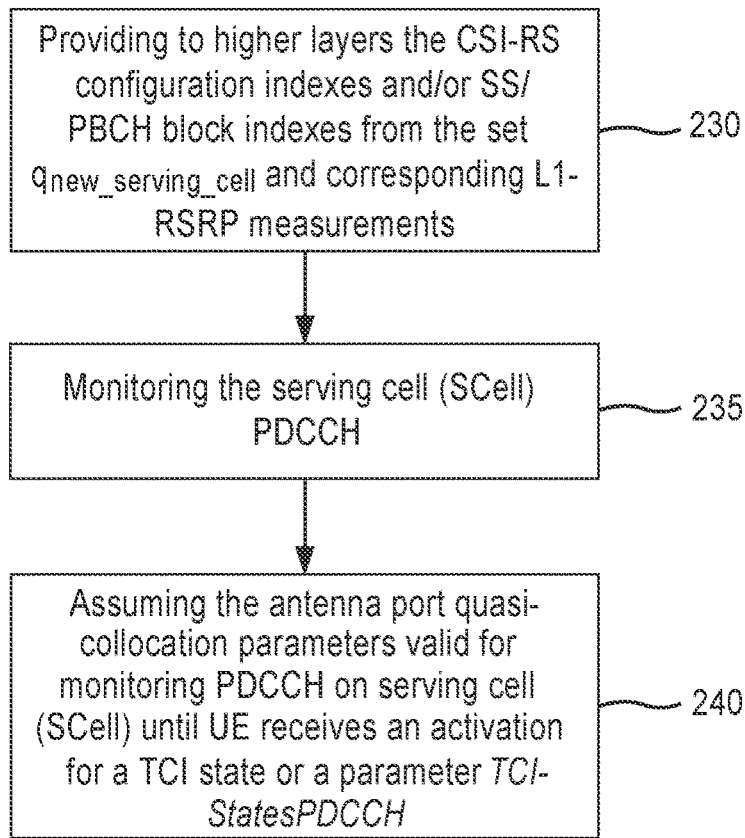 Providing to higher layers the CSI-RS
configuration indexes and/or SS/
PBCH block indexes from the set
qnew_serving_cell and corresponding L1-
RSRP measurements
230
Monitoring the serving cell (SCell)
PDCCH
235
Assuming the antenna port quasi-
collocation parameters valid for
monitoring PDCCH on serving cell
(SCell) until UE receives an activation
for a TCI state or a parameter TCI-
StatesPDCCH
240